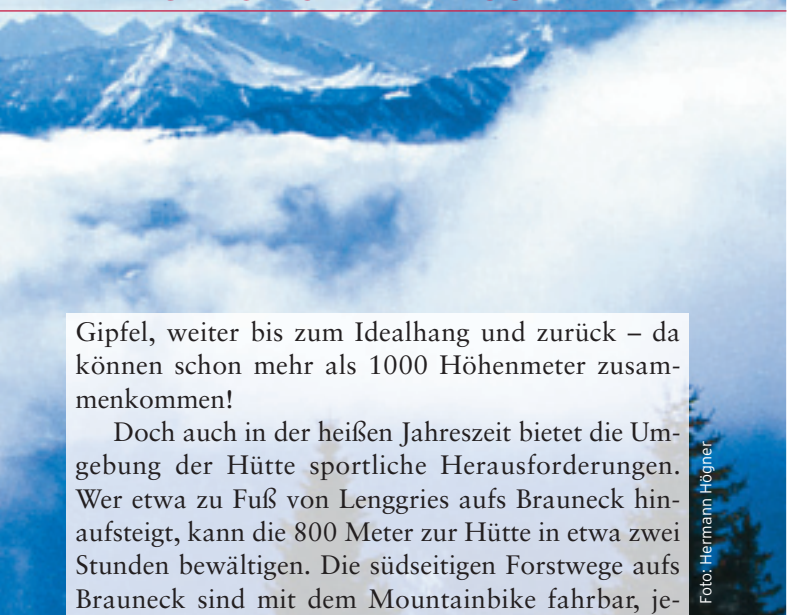 Gipfel, weiter bis zum Idealhang und zurück – da
können schon mehr als 1000 Höhenmeter zusam-
menkommen!
Doch auch in der heißen Jahreszeit bietet die Um-
gebung der Hütte sportliche Herausforderungen.
Wer etwa zu Fuß von Lenggries aufs Brauneck hin-
aufsteigt, kann die 800 Meter zur Hütte in etwa zwei
Stunden bewältigen. Die südseitigen Forstwege aufs
Brauneck sind mit dem Mountainbike fahrbar, je-
Foto: Hermann Högner